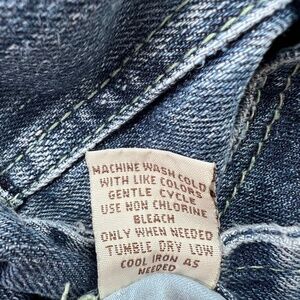 MACHINE WASH COLD
WITH LIKE COLORS
GENTLE CYCLE
USE NON CHLORINE
BLEACH
ONLY WHEN NEEDED
TUMBLE DRY LOW
COOL IRON AS
NEEDED